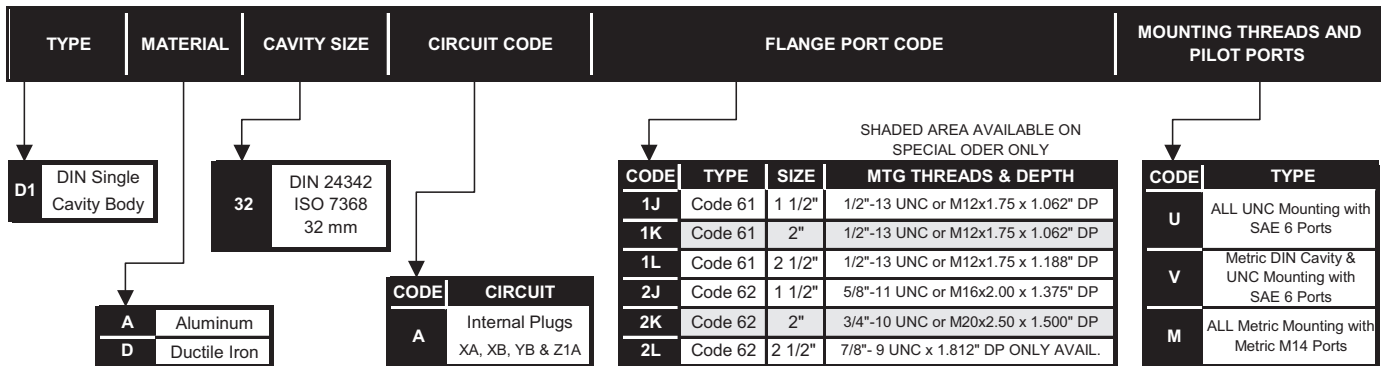 TYPE
MATERIAL
CAVITY SIZE
CIRCUIT CODE
FLANGE PORT CODE
MOUNTING THREADS AND
PILOT PORTS
D1
DIN Single
Cavity Body
A Aluminum
D Ductile Iron
32
DIN 24342
ISO 7368
32 mm
CODE CIRCUIT
A
Internal Plugs
XA, XB, YB & Z1A
SHADED AREA AVAILABLE ON
SPECIAL ODER ONLY
CODE TYPE SIZE MTG THREADS & DEPTH
1J Code 61 1 1/2" 1/2"-13 UNC or M12x1.75 x 1.062" DP
1K Code 61 2" 1/2"-13 UNC or M12x1.75 x 1.062" DP
1L Code 61 2 1/2" 1/2"-13 UNC or M12x1.75 x 1.188" DP
2J Code 62 1 1/2" 5/8"-11 UNC or M16x2.00 x 1.375" DP
2K Code 62 2" 3/4"-10 UNC or M20x2.50 x 1.500" DP
2L Code 62 2 1/2" 7/8"- 9 UNC x 1.812" DP ONLY AVAIL.
CODE TYPE
U
ALL UNC Mounting with
SAE 6 Ports
V
Metric DIN Cavity &
UNC Mounting with
SAE 6 Ports
M
ALL Metric Mounting with
Metric M14 Ports